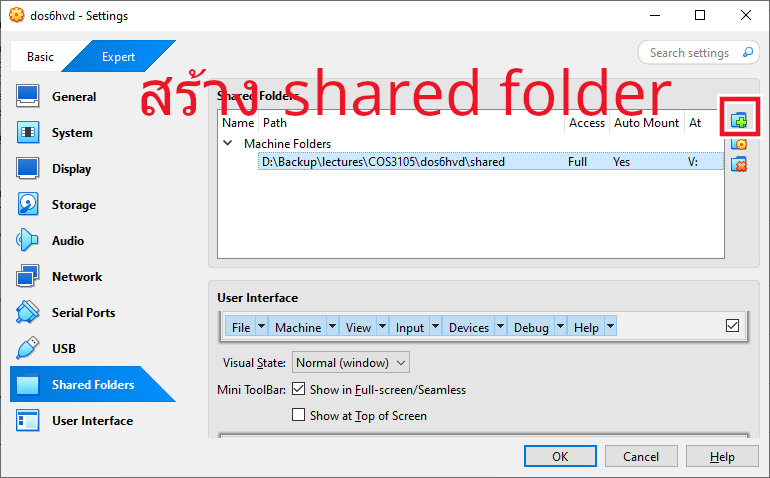 dos6hvd - Settings
Basic
Expert
Search settings
สร้าง shared folder
General
System
Display
Storage
Audio
Network
Serial Ports
USB
Shared Folders
User Interface
Shared Folders
Name Path Access Auto Mount At
Machine Folders
D:\Backup\lectures\COS3105\dos6hvd\shared Full Yes V:
User Interface
File Machine View Input Devices Debug Help
Visual State: Normal (window)
Mini ToolBar: Show in Full-screen/Seamless
Show at Top of Screen
OK Cancel Help